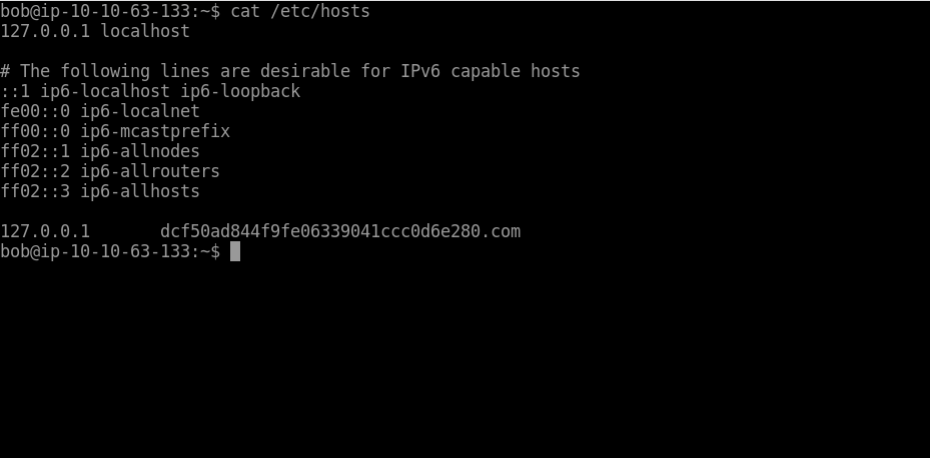 bob@ip-10-10-63-133:~$ cat /etc/hosts
127.0.0.1 localhost
# The following lines are desirable for IPv6 capable hosts
::1 ip6-localhost ip6-loopback
fe00::0 ip6-localnet
ff00::0 ip6-mcastprefix
ff02::1 ip6-allnodes
ff02::2 ip6-allrouters
ff02::3 ip6-allhosts
127.0.0.1       dcf50ad844f9fe06339041ccc0d6e280.com
bob@ip-10-10-63-133:~$